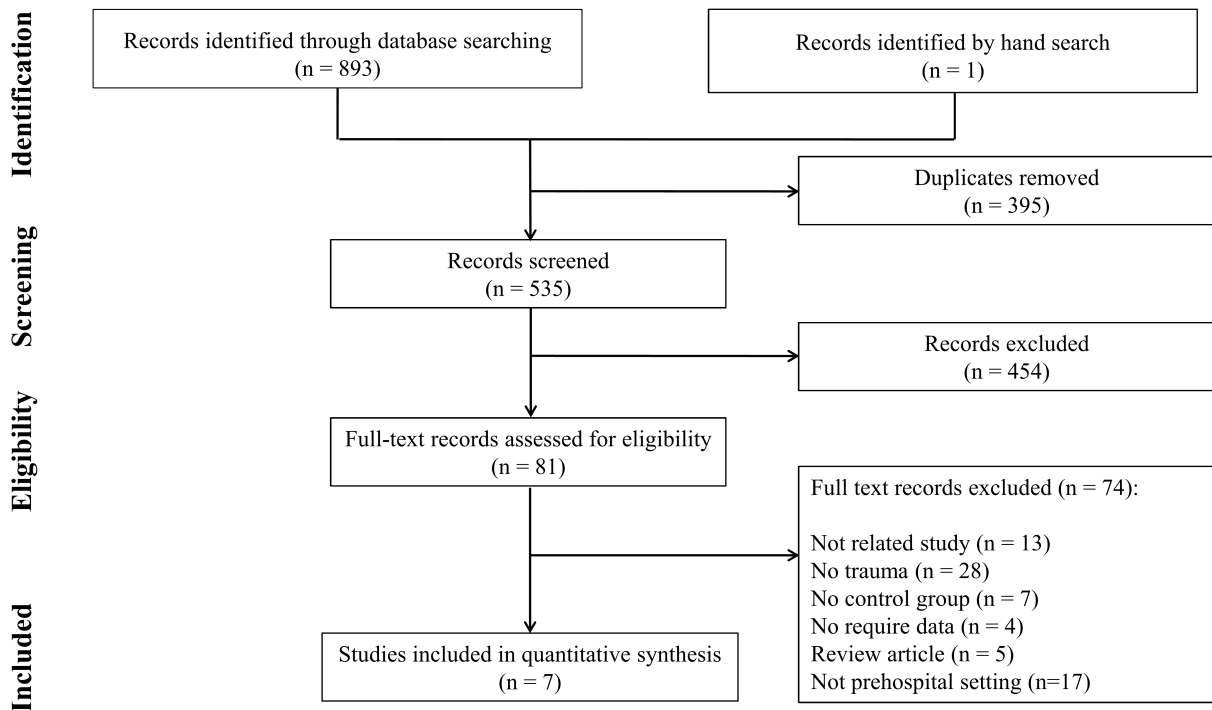 Identification
Records identified through database searching
(n = 893)
Records identified by hand search
(n = 1)
Duplicates removed
(n = 395)
Screening
Records screened
(n = 535)
Records excluded
(n = 454)
Eligibility
Full-text records assessed for eligibility
(n = 81)
Full text records excluded (n = 74):
Not related study (n = 13)
No trauma (n = 28)
No control group (n = 7)
No require data (n = 4)
Review article (n = 5)
Not prehospital setting (n=17)
Included
Studies included in quantitative synthesis
(n = 7)